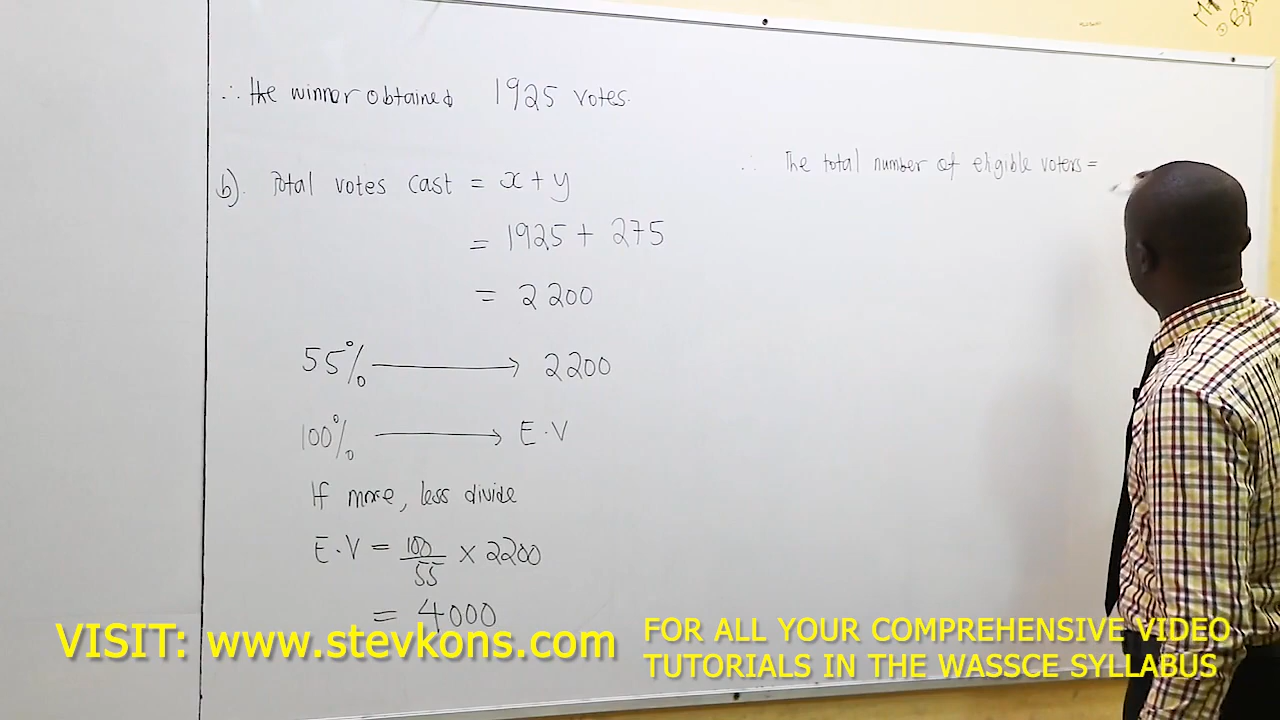 ∴ the winner obtained 1925 votes.
b). Total votes cast = x + y
= 1925 + 275
= 2200
55% → 2200
100% → E.V
If more, less divide
E.V = 100/55 × 2200
= 4000
∴ The total number of eligible voters =
VISIT: www.stevkons.com
FOR ALL YOUR COMPREHENSIVE VIDEO
TUTORIALS IN THE WASSCE SYLLABUS